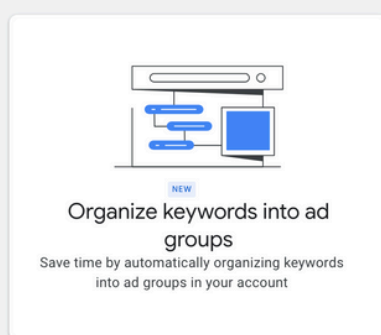 NEW
Organize keywords into ad
groups
Save time by automatically organizing keywords
into ad groups in your account